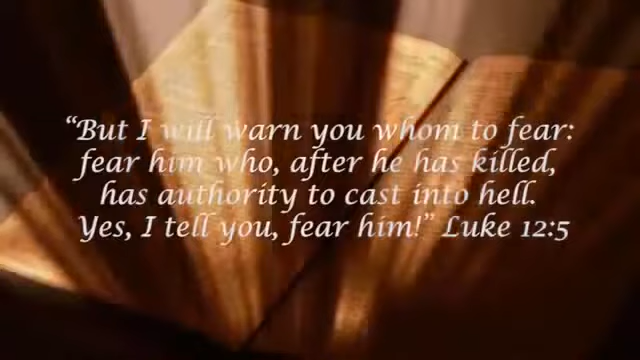 “But I will warn you whom to fear:
fear him who, after he has killed,
has authority to cast into hell.
Yes, I tell you, fear him!” Luke 12:5